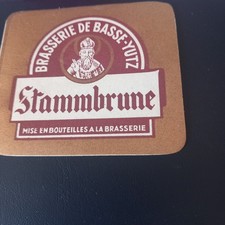 BRASSERIE DE BASSE-YUTZ
Stammbrune
MISE EN BOUTEILLES A LA BRASSERIE